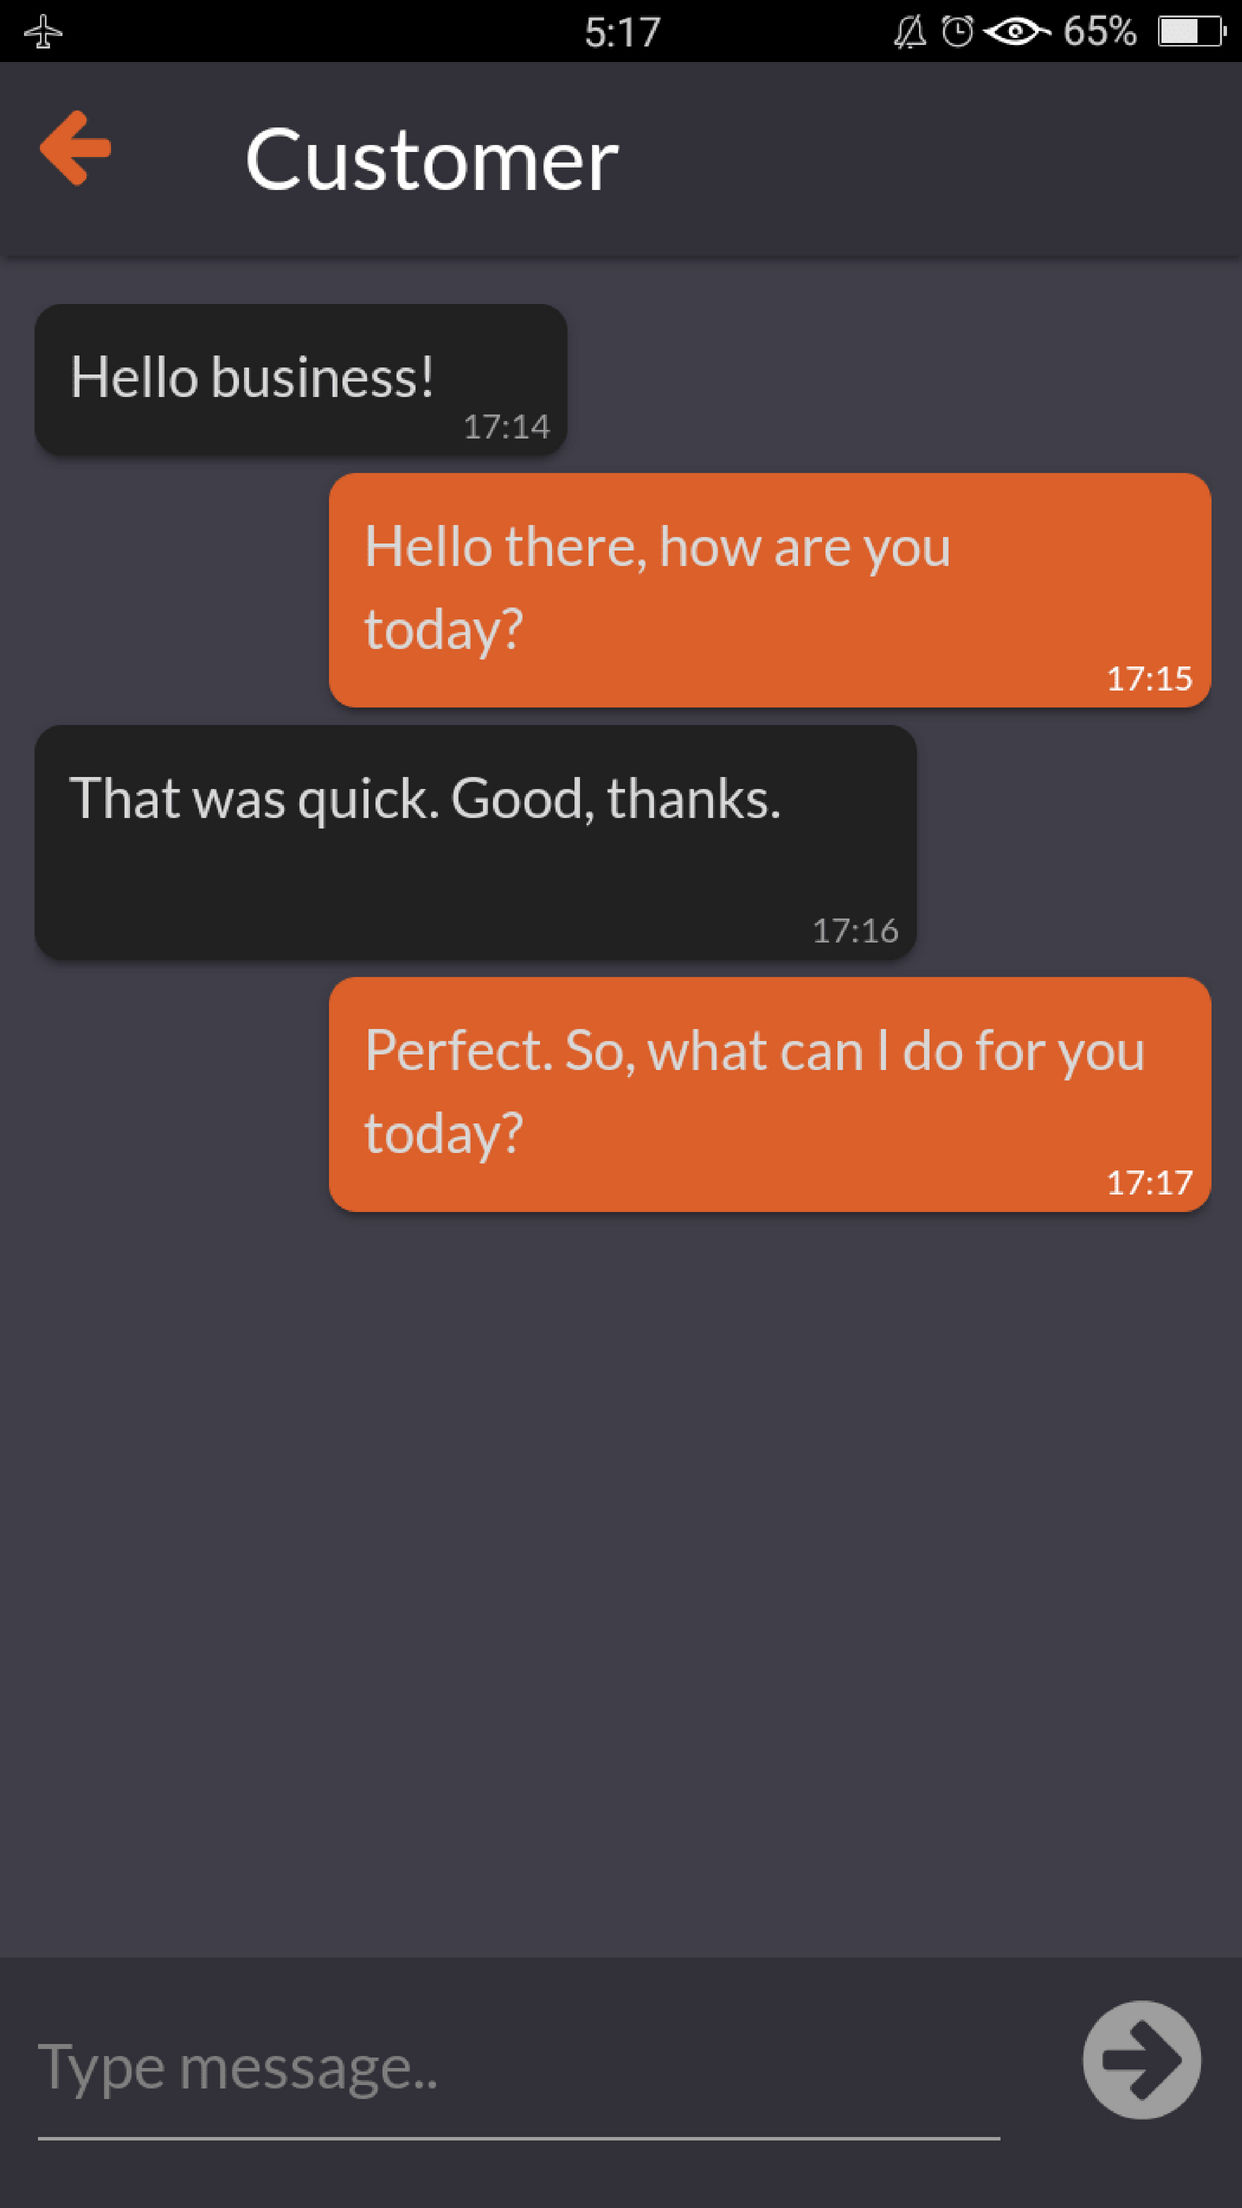 5:17
65%
Customer
Hello business!
17:14
Hello there, how are you
today?
17:15
That was quick. Good, thanks.
17:16
Perfect. So, what can I do for you
today?
17:17
Type message..